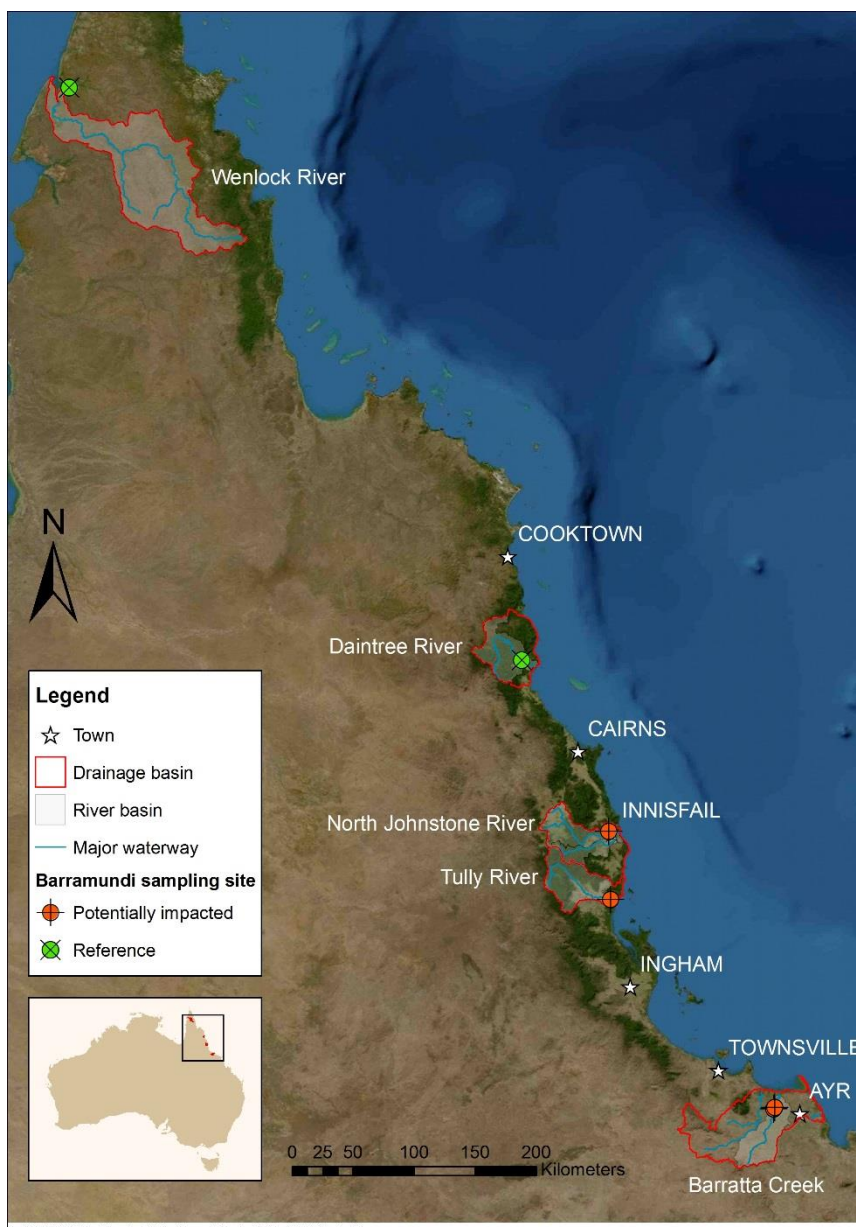 Wenlock River
N
COOKTOWN
Daintree River
CAIRNS
INNISFAIL
North Johnstone River
Tully River
INGHAM
TOWNSVILLE
AYR
Barratta Creek
Legend
Town
Drainage basin
River basin
Major waterway
Barramundi sampling site
Potentially impacted
Reference
0 25 50 100 150 200
Kilometers